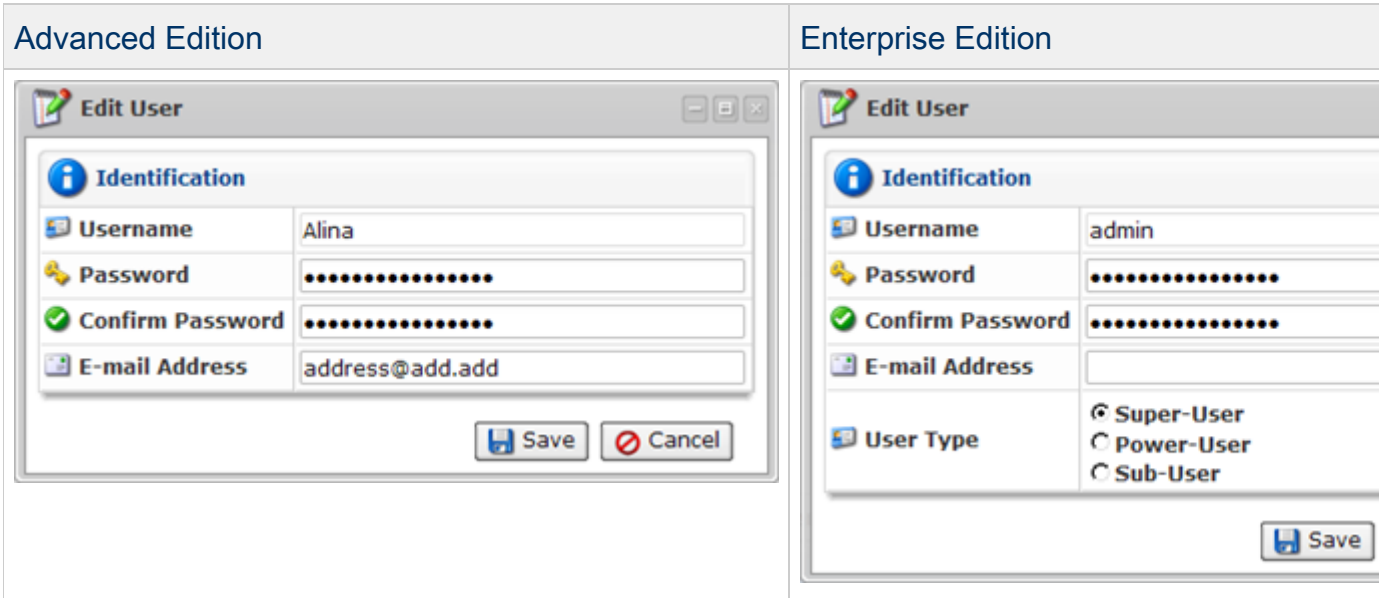 Advanced Edition
Enterprise Edition
Edit User
Identification
Username Alina
Password ••••••••••••••••
Confirm Password ••••••••••••••••
E-mail Address address@add.add
Save Cancel
Edit User
Identification
Username admin
Password ••••••••••••••••
Confirm Password ••••••••••••••••
E-mail Address
User Type
Super-User
Power-User
Sub-User
Save